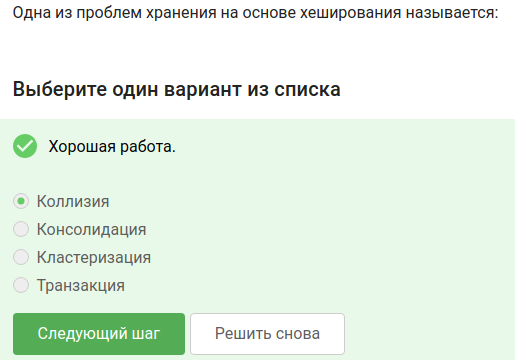 Одна из проблем хранения на основе хеширования называется:
Выберите один вариант из списка
Хорошая работа.
Коллизия
Консолидация
Кластеризация
Транзакция
Следующий шаг
Решить снова